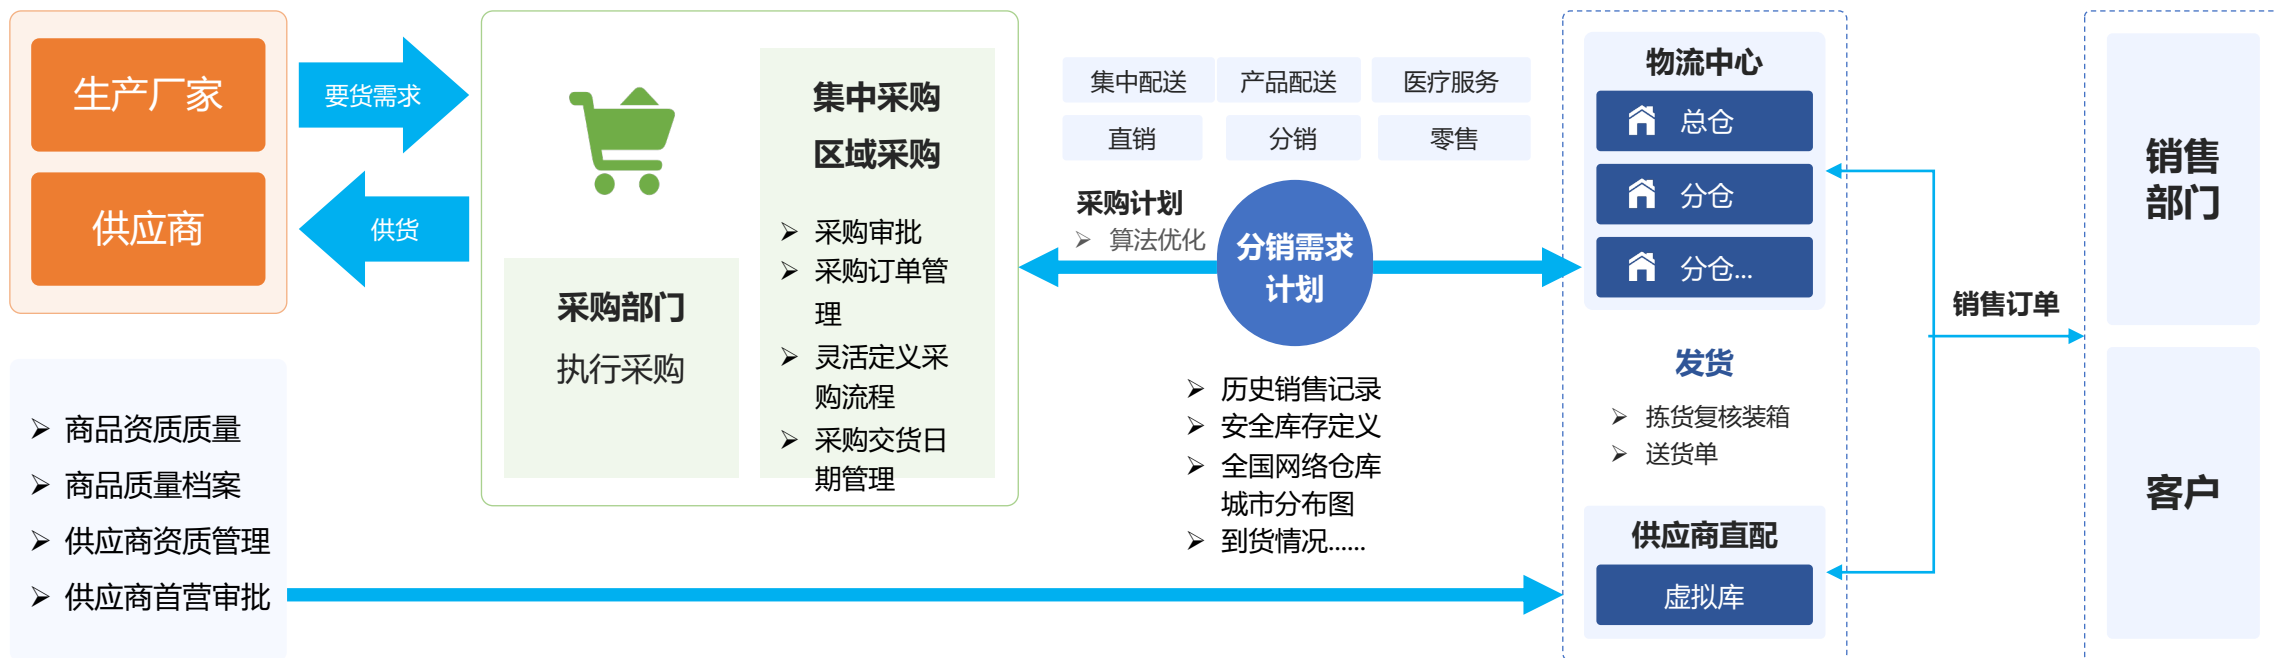 生产厂家
供应商
要货需求
供货
商品资质质量
商品质量档案
供应商资质管理
供应商首营审批
采购部门
执行采购
集中采购
区域采购
采购审批
采购订单管
理
灵活定义采
购流程
采购交货日
期管理
集中配送
产品配送
医疗服务
直销
分销
零售
采购计划
算法优化
分销需求
计划
历史销售记录
安全库存定义
全国网络仓库
城市分布图
到货情况......
物流中心
总仓
分仓
分仓...
发货
拣货复核装箱
送货单
供应商直配
虚拟库
销售订单
销售
部门
客户